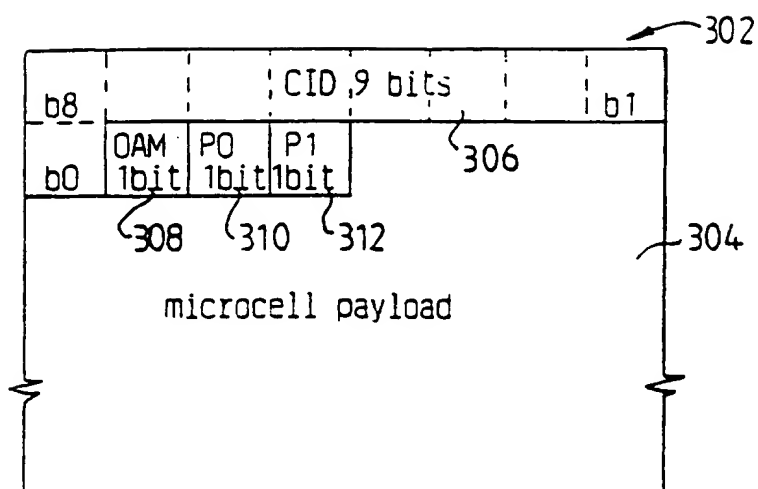 302
CID 9 bits
b8 b1
306
OAM P0 P1
b0 1bit 1bit 1bit
308 310 312
304
microcell payload